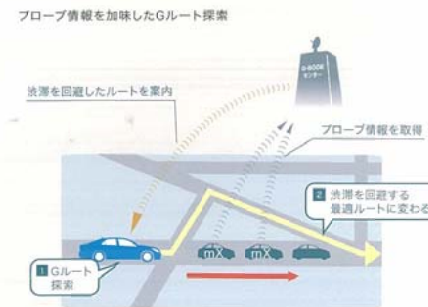 プローブ情報を加味したGルート探索
G-BOOK
センター
渋滞を回避したルートを案内
プローブ情報を取得
2 渋滞を回避する
最適ルートに変わる
mX
mX
1 Gルート
探索